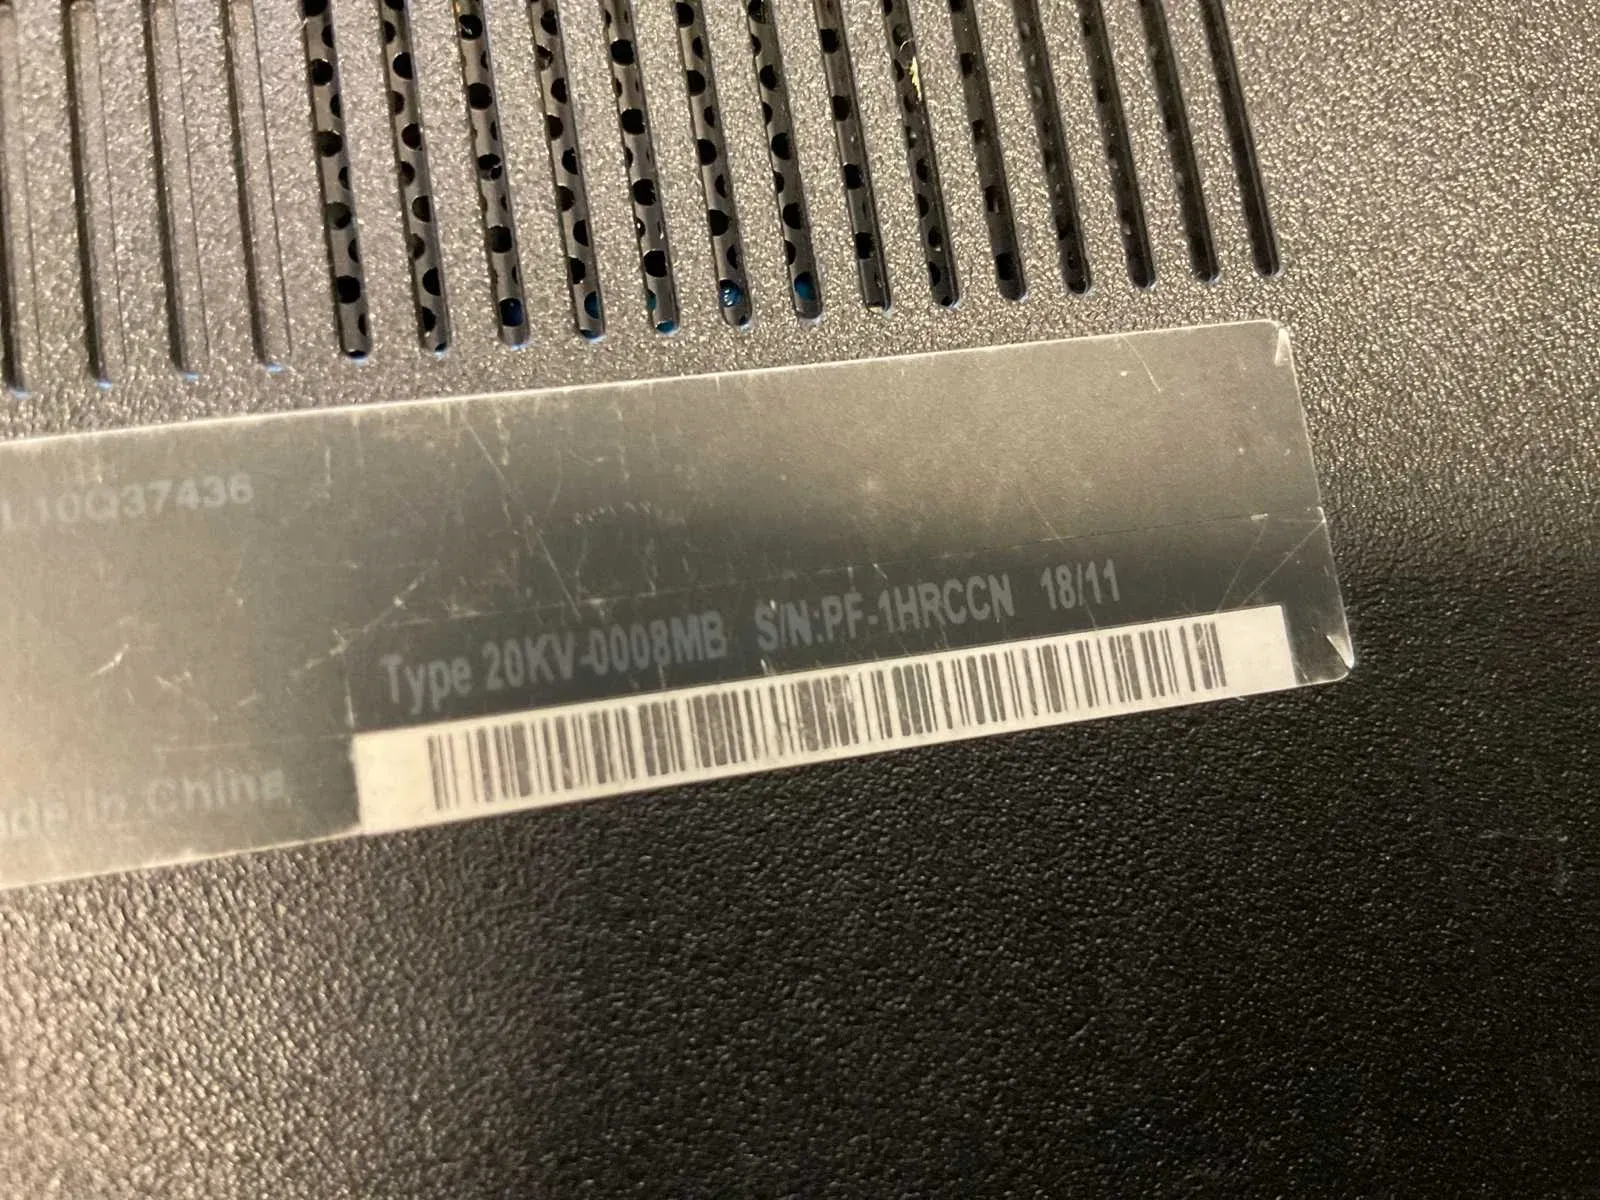 L10Q37436
Type 20KV-0008MB S/N:PF-1HRCCN 18/11
ade in China